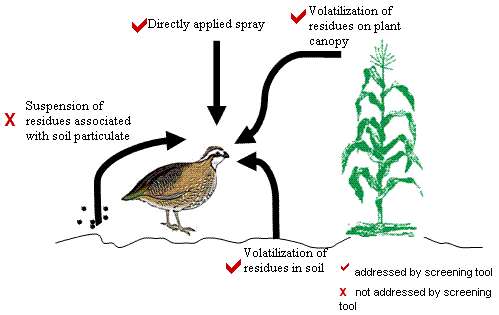 Directly applied spray
Volatilization of
residues on plant
canopy
X
Suspension of
residues associated
with soil particulate
Volatilization of
residues in soil
addressed by screening tool
X not addressed by screening
tool